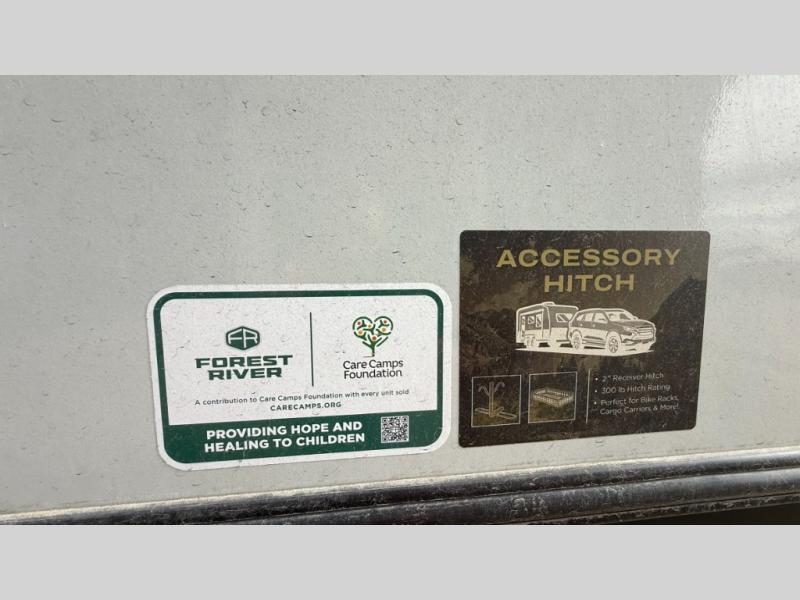 FR
FOREST
RIVER
Care Camps
Foundation
A contribution to Care Camps Foundation with every unit sold
CARECAMPS.ORG
PROVIDING HOPE AND
HEALING TO CHILDREN
ACCESSORY
HITCH
• 2" Receiver Hitch
• 300 lb Hitch Rating
• Perfect for Bike Racks,
Cargo Carriers & More!